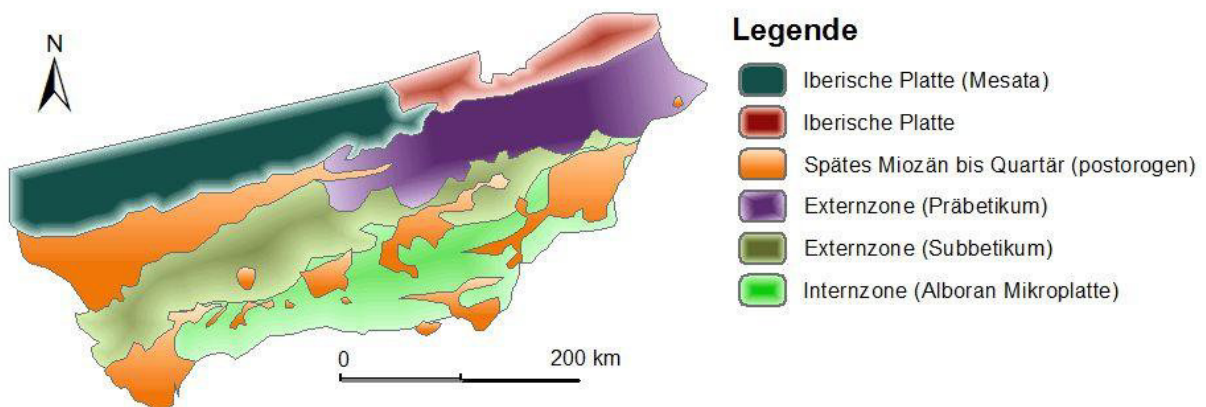 N
Legende
Iberische Platte (Mesata)
Iberische Platte
Spätes Miozän bis Quartär (postorogen)
Externzone (Präbetikum)
Externzone (Subbetikum)
Internzone (Alboran Mikroplatte)
0 200 km